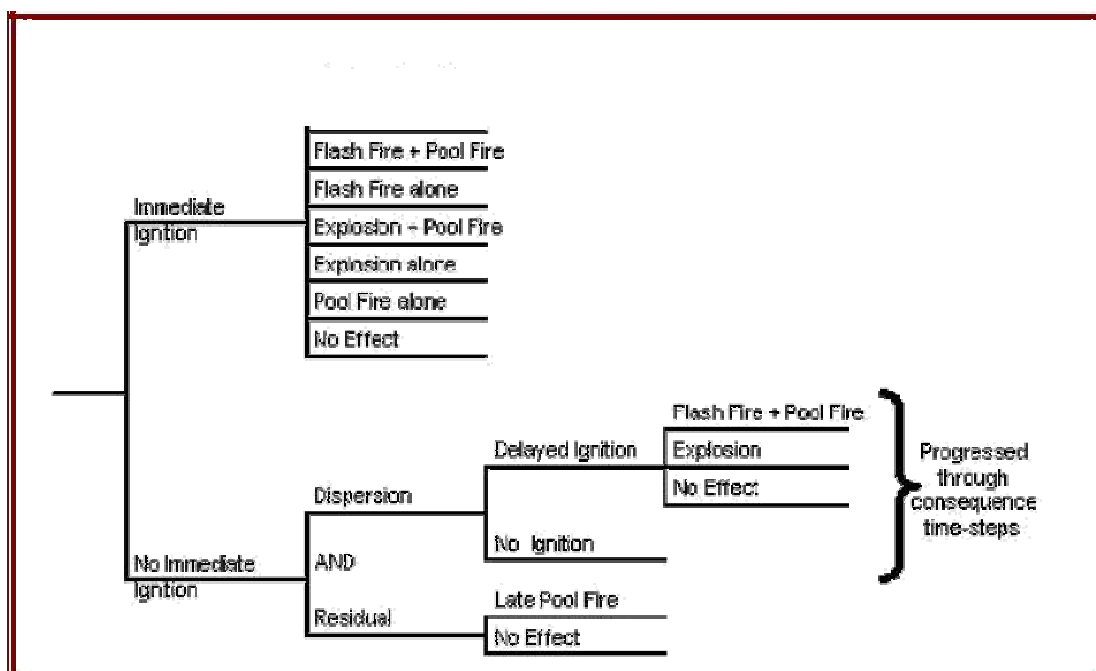 Flash Fire + Pool Fire
Flash Fire alone
Immediate
Ignition
Explosion - Pool Fire
Explosion alone
Pool Fire alone
No Effect
Flash Fire + Pool Fire
Delayed Ignition
Explosion
No Effect
Dispersion
No Ignition
Progressed
through
consequence
time-steps
No Immediate
Ignition
AND
Residual
Late Pool Fire
No Effect